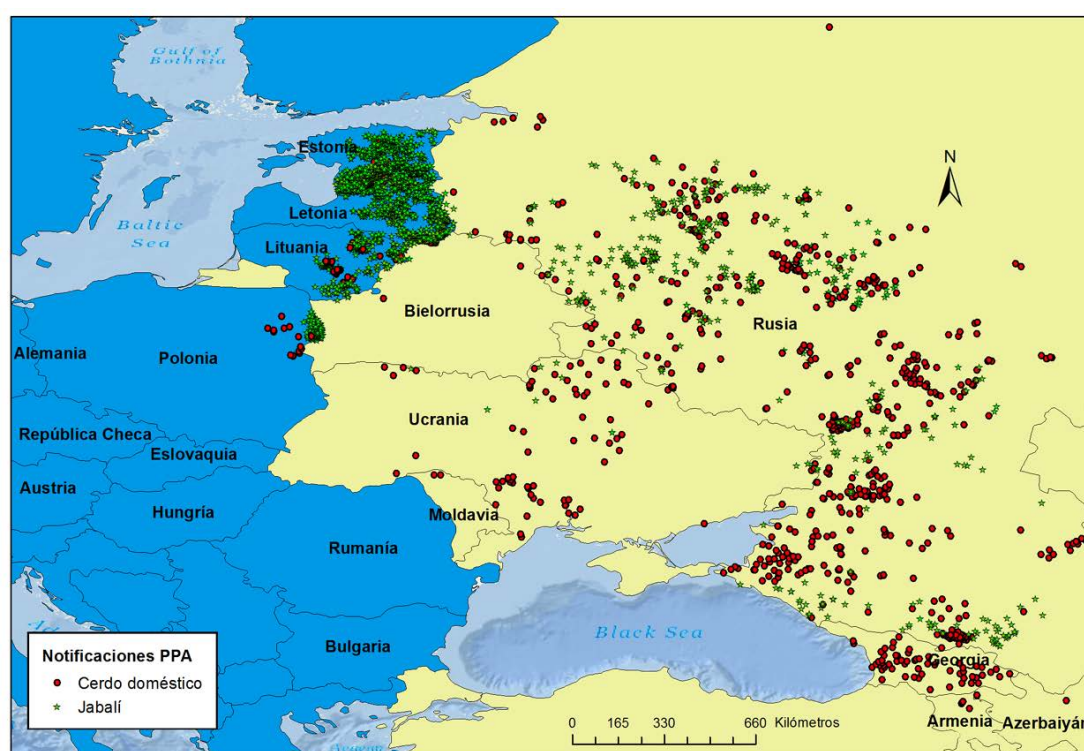 Gulf of
Bothnia
Estonia
N
Letonia
Baltic
Sea
Lituania
Bielorrusia
Rusia
Alemania
Polonia
Ucrania
República Checa
Eslovaquia
Austria
Hungría
Moldavia
Rumanía
Black Sea
Bulgaria
Georgia
Armenia
Azerbaiyán
Notificaciones PPA
Cerdo doméstico
Jabalí
0 165 330 660 Kilómetros